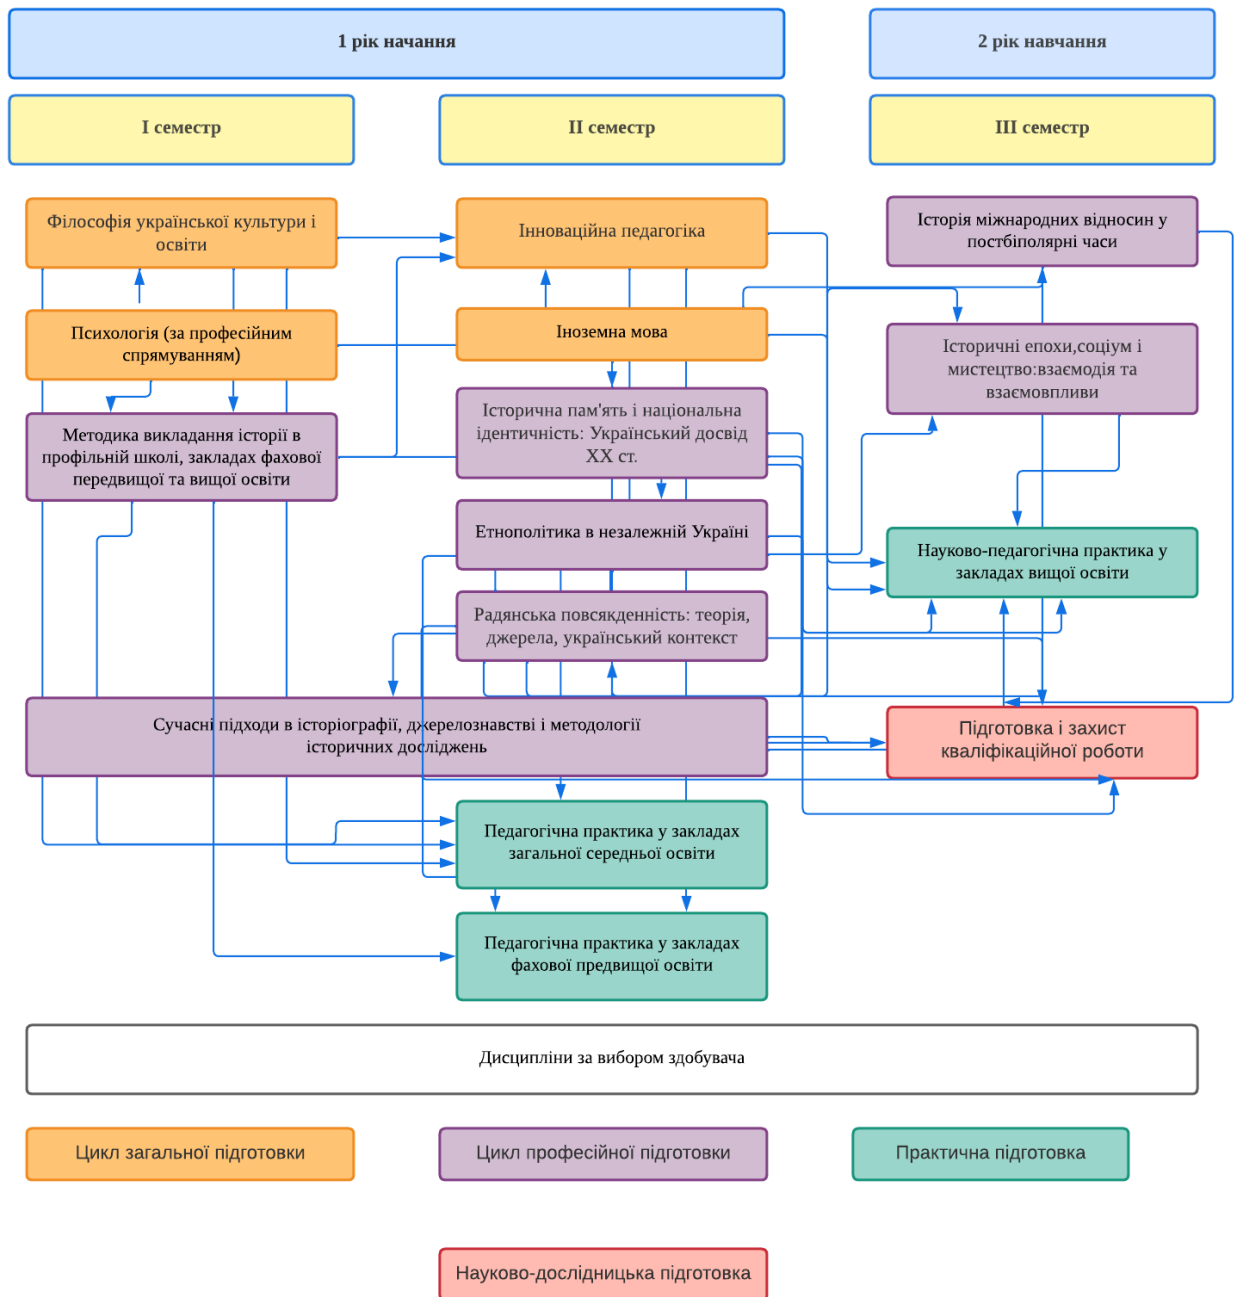 1 рік начання
2 рік навчання
І семестр
ІІ семестр
ІІІ семестр
Філософія української культури і
освіти
Інноваційна педагогіка
Історія міжнародних відносин у
постбіполярні часи
Психологія (за професійним
спрямуванням)
Іноземна мова
Історичні епохи,соціум і
мистецтво:взаємодія та
взаємовпливи
Методика викладання історії в
профільній школі, закладах фахової
передвищої та вищої освіти
Історична пам'ять і національна
ідентичність: Український досвід
ХХ ст.
Етнополітика в незалежній Україні
Науково-педагогічна практика у
закладах вищої освіти
Радянська повсякденність: теорія,
джерела, український контекст
Сучасні підходи в історіографії, джерелознавстві і методології
історичних досліджень
Підготовка і захист
кваліфікаційної роботи
Педагогічна практика у закладах
загальної середньої освіти
Педагогічна практика у закладах
фахової предвищої освіти
Дисципліни за вибором здобувача
Цикл загальної підготовки
Цикл професійної підготовки
Практична підготовка
Науково-дослідницька підготовка